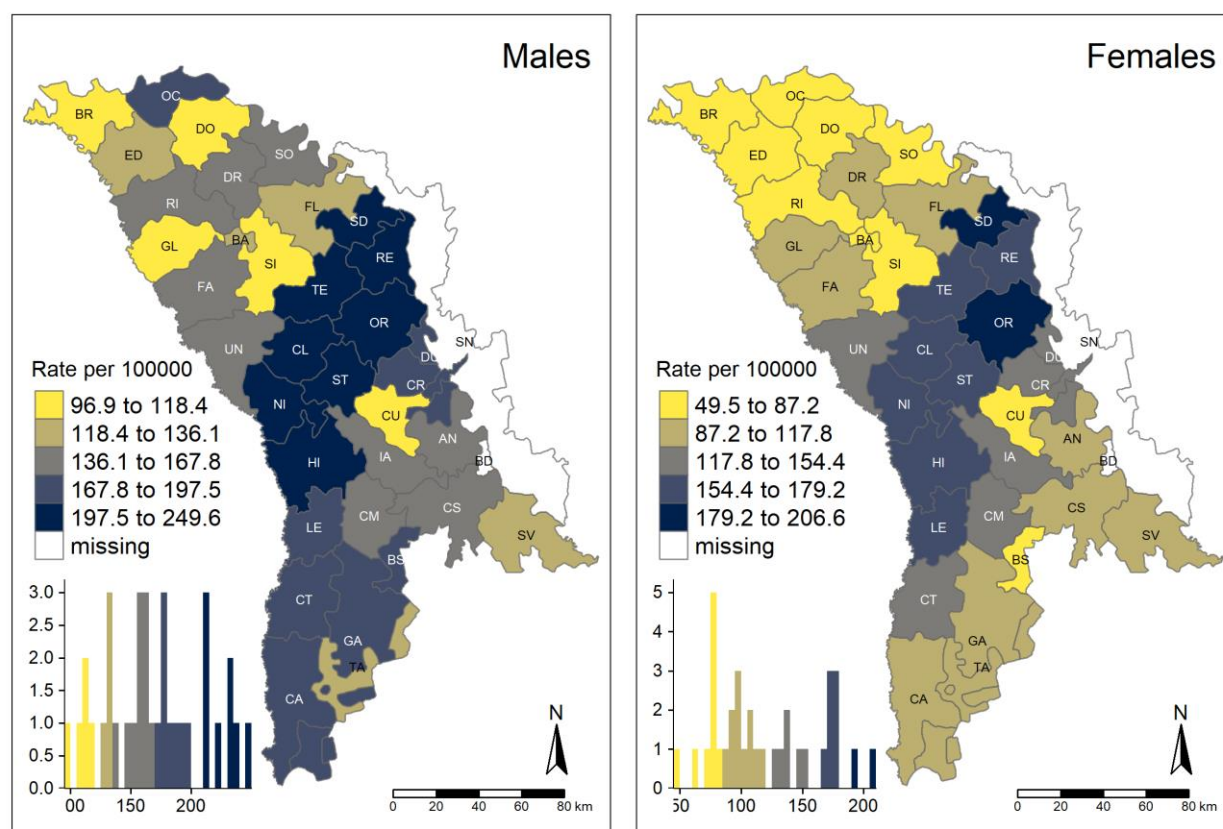 Males
OC
BR
DO
ED
SO
DR
RI
FL
SD
GL
BA
SI
RE
FA
TE
OR
UN
CL
SN
DU
ST
CR
NI
CU
AN
HI
IA
BD
LE
CM
CS
SV
BS
CT
GA
TA
CA
Rate per 100000
96.9 to 118.4
118.4 to 136.1
136.1 to 167.8
167.8 to 197.5
197.5 to 249.6
missing
3.0
2.5
2.0
1.5
1.0
0.5
0.0
00 150 200
N
0 20 40 60 80 km
Females
OC
BR
DO
ED
SO
DR
RI
FL
SD
GL
BA
SI
RE
FA
TE
OR
UN
CL
SN
DU
ST
CR
NI
CU
AN
HI
IA
BD
LE
CM
CS
SV
BS
CT
GA
TA
CA
Rate per 100000
49.5 to 87.2
87.2 to 117.8
117.8 to 154.4
154.4 to 179.2
179.2 to 206.6
missing
5
4
3
2
1
0
50 100 150 200
N
0 20 40 60 80 km